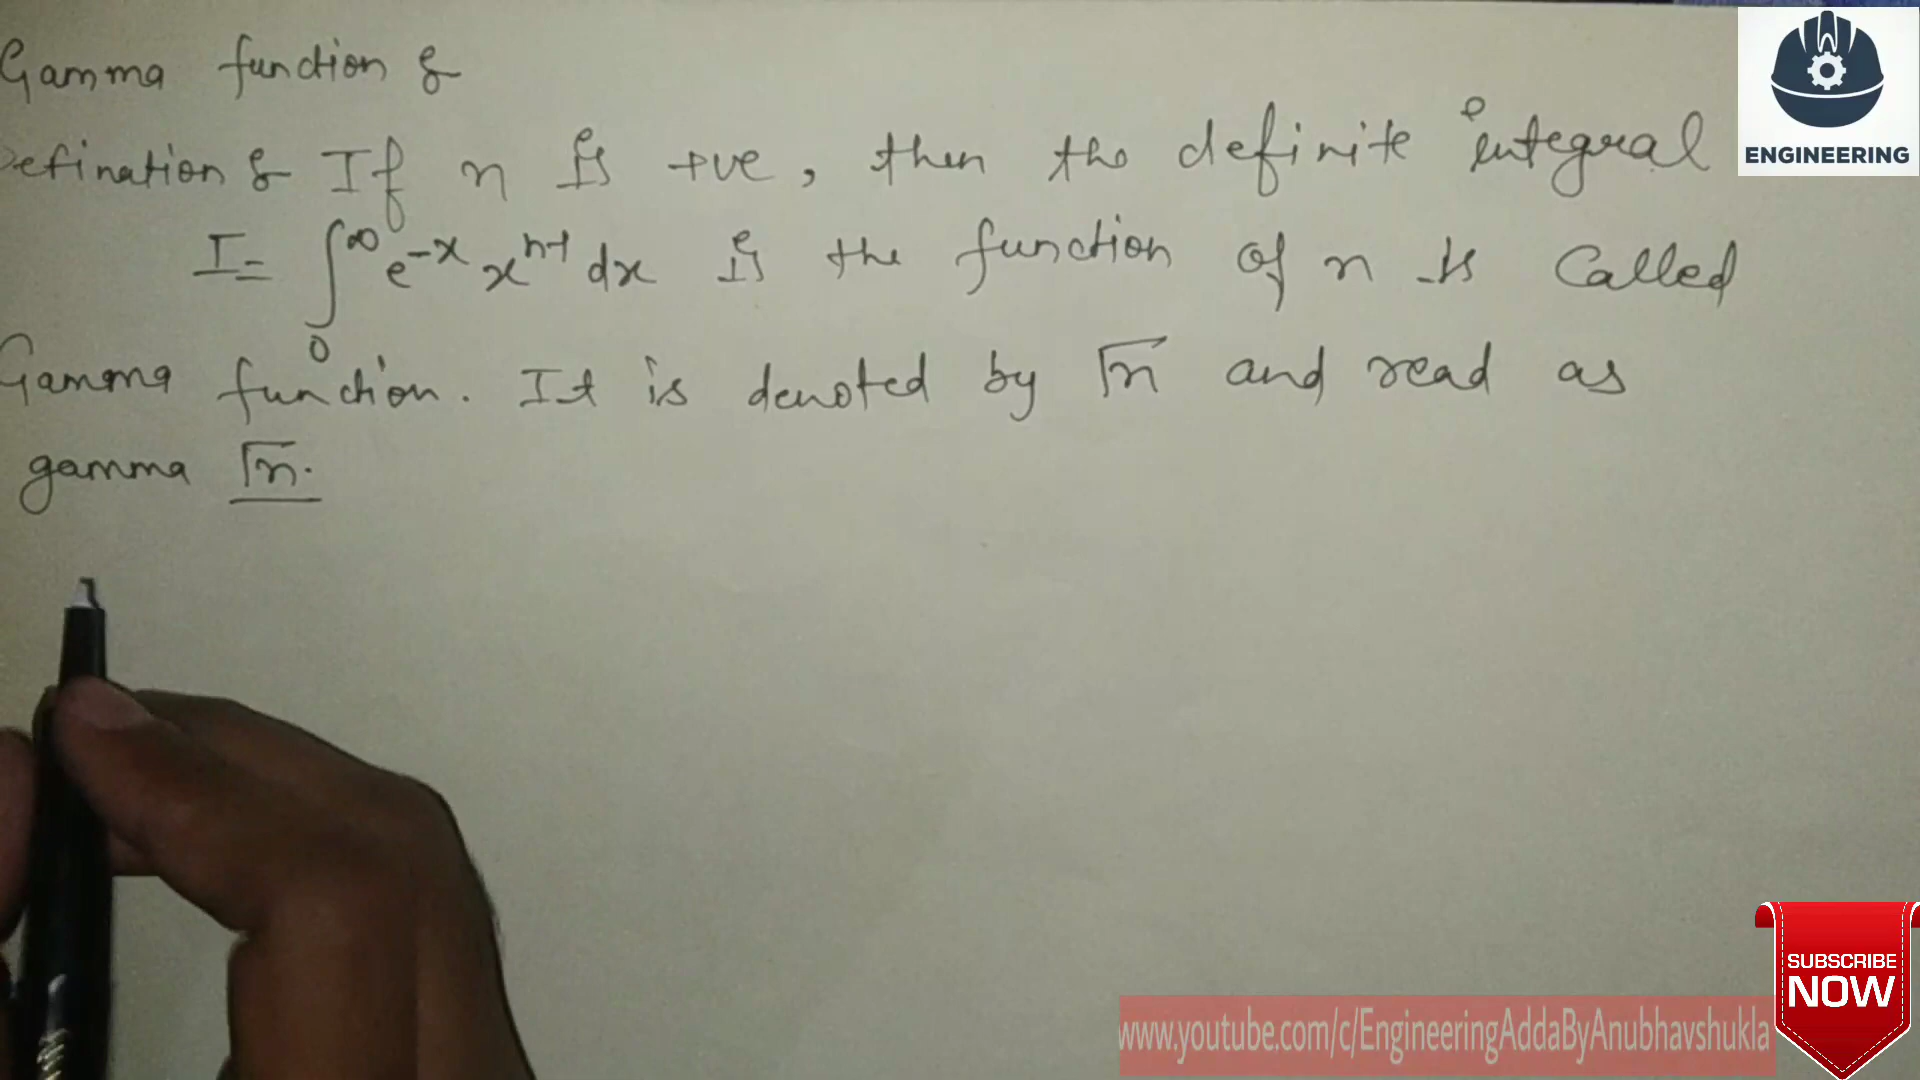 Gamma function :-
Defination :- If n is +ve, then the definite integral
I = ∫₀^∞ e^-x x^n-1 dx is the function of n is called
Gamma function. It is denoted by Γn and read as
gamma Γn.
ENGINEERING
SUBSCRIBE
NOW
www.youtube.com/c/EngineeringAddaByAnubhavshukla